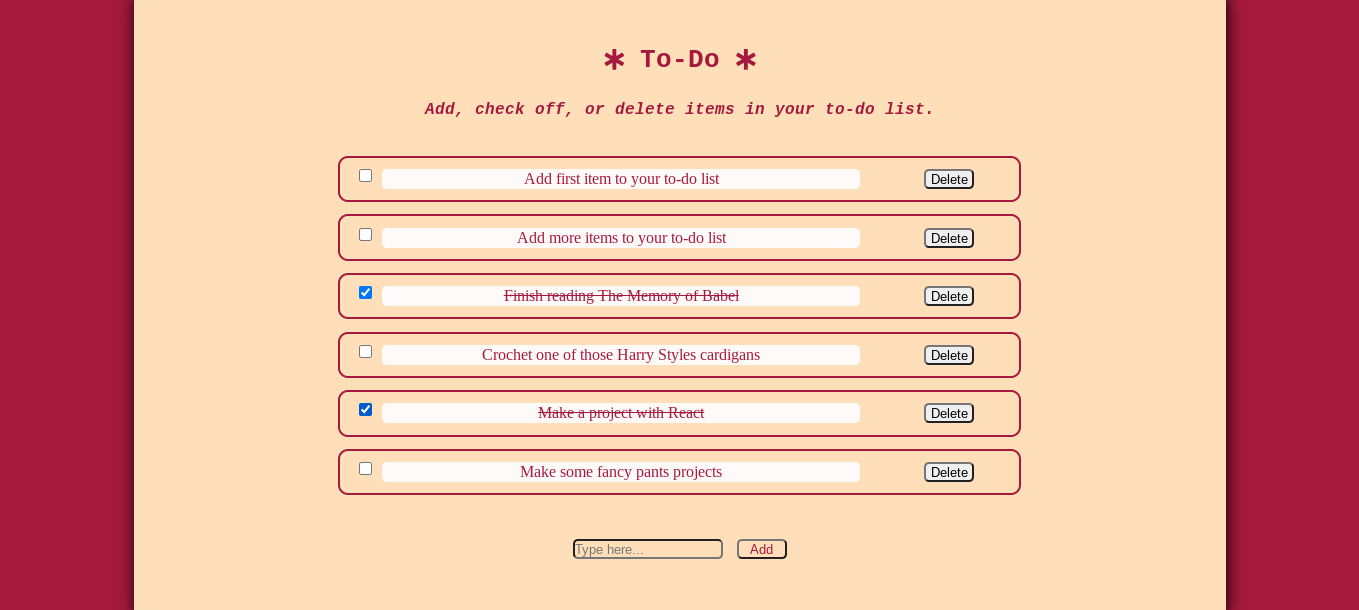 ∗ To-Do ∗
Add, check off, or delete items in your to-do list.
Add first item to your to-do list Delete
Add more items to your to-do list Delete
Finish reading The Memory of Babel Delete
Crochet one of those Harry Styles cardigans Delete
Make a project with React Delete
Make some fancy pants projects Delete
Type here... Add